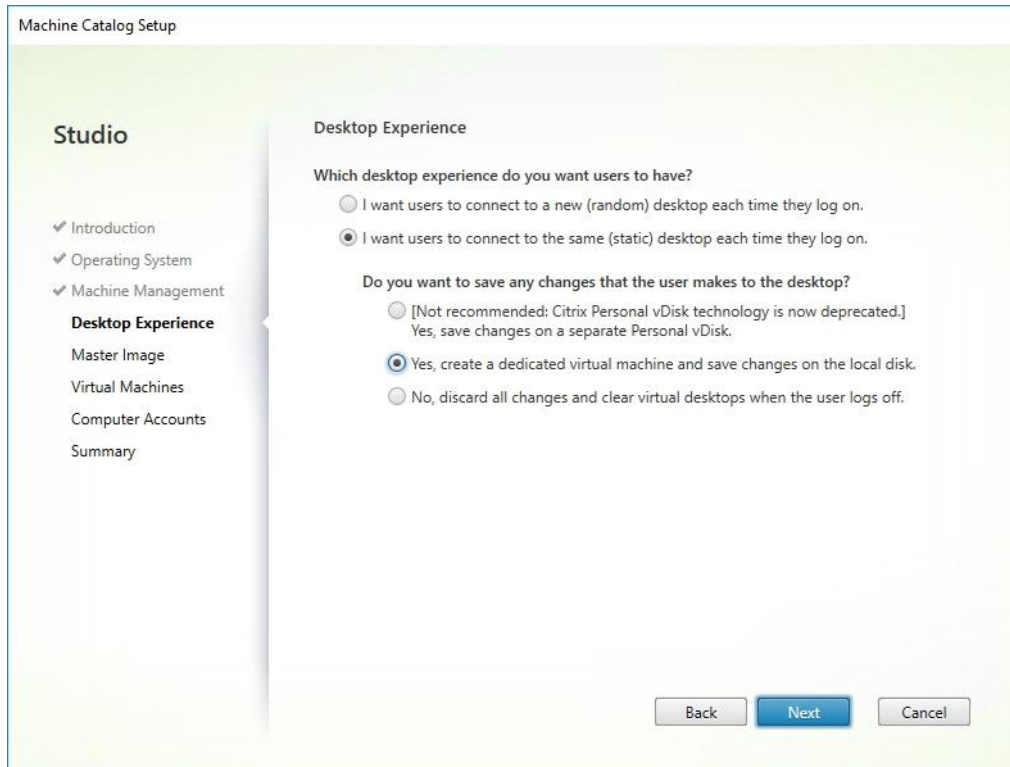 Machine Catalog Setup
Studio
Introduction
Operating System
Machine Management
Desktop Experience
Master Image
Virtual Machines
Computer Accounts
Summary
Desktop Experience
Which desktop experience do you want users to have?
I want users to connect to a new (random) desktop each time they log on.
I want users to connect to the same (static) desktop each time they log on.
Do you want to save any changes that the user makes to the desktop?
[Not recommended: Citrix Personal vDisk technology is now deprecated.]
Yes, save changes on a separate Personal vDisk.
Yes, create a dedicated virtual machine and save changes on the local disk.
No, discard all changes and clear virtual desktops when the user logs off.
Back
Next
Cancel